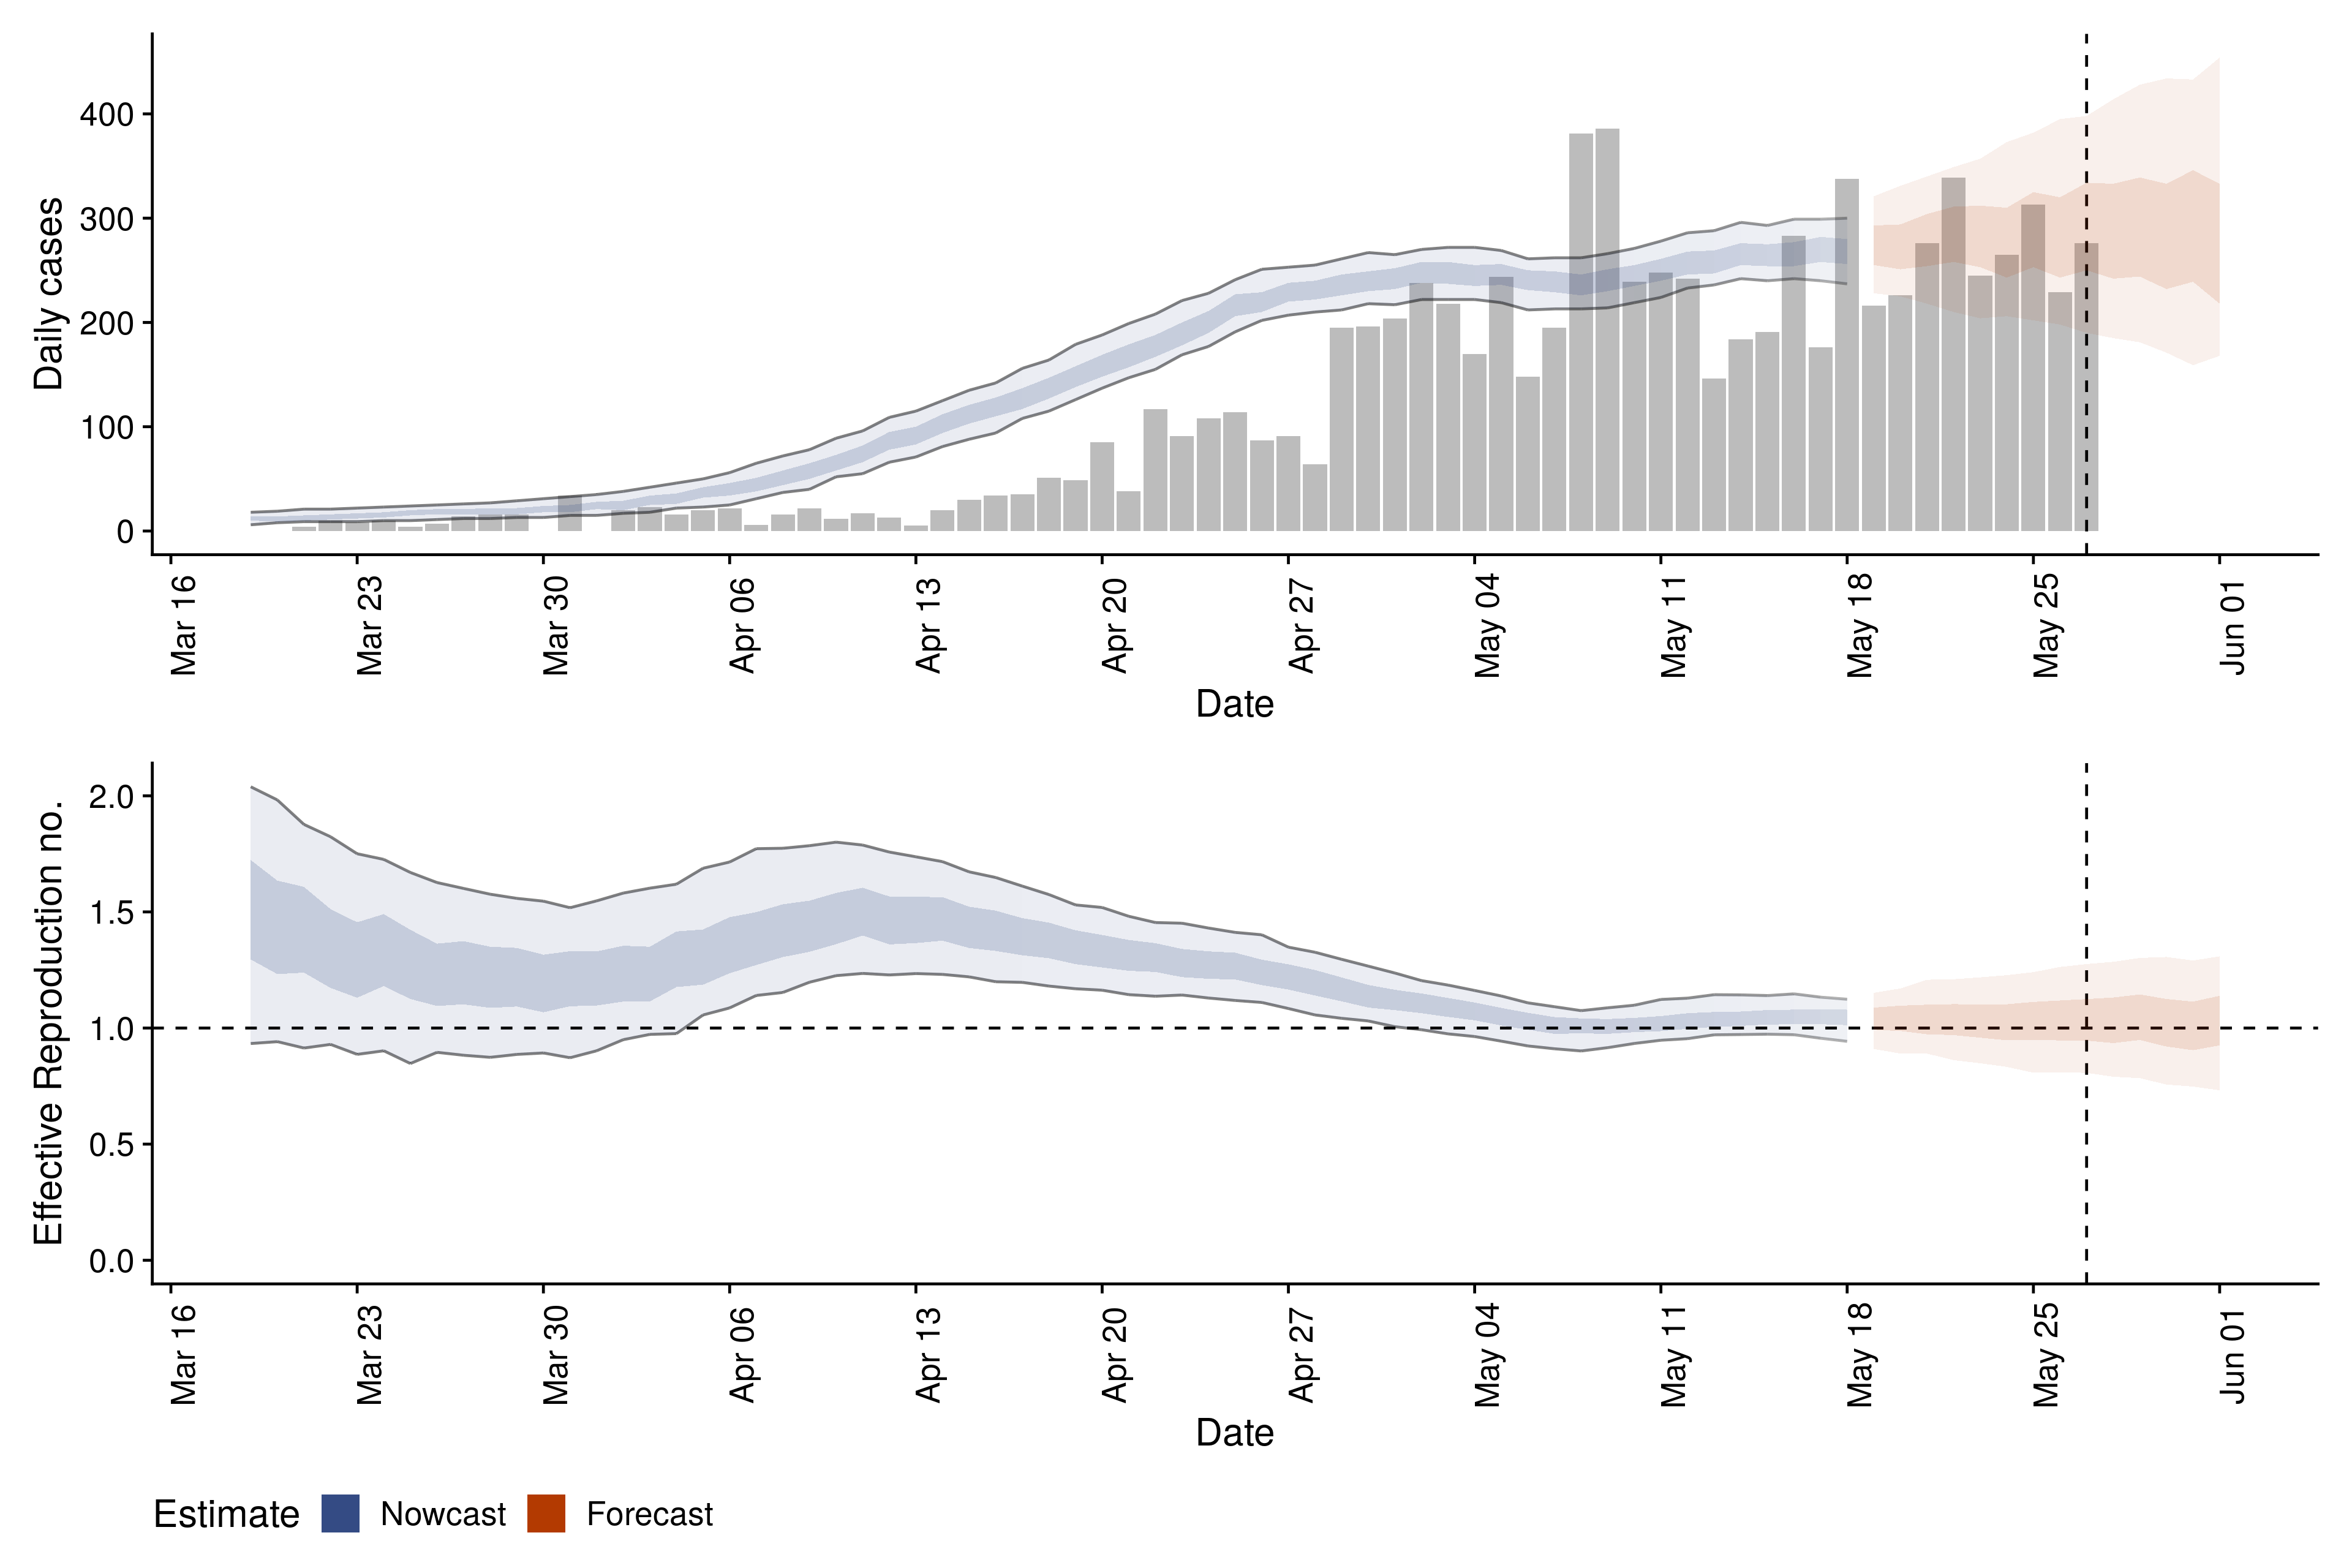 Daily cases
400
300
200
100
0
Mar 16 Mar 23 Mar 30 Apr 06 Apr 13 Apr 20 Apr 27 May 04 May 11 May 18 May 25 Jun 01
Date
Effective Reproduction no.
2.0
1.5
1.0
0.5
0.0
Mar 16 Mar 23 Mar 30 Apr 06 Apr 13 Apr 20 Apr 27 May 04 May 11 May 18 May 25 Jun 01
Date
Estimate Nowcast Forecast